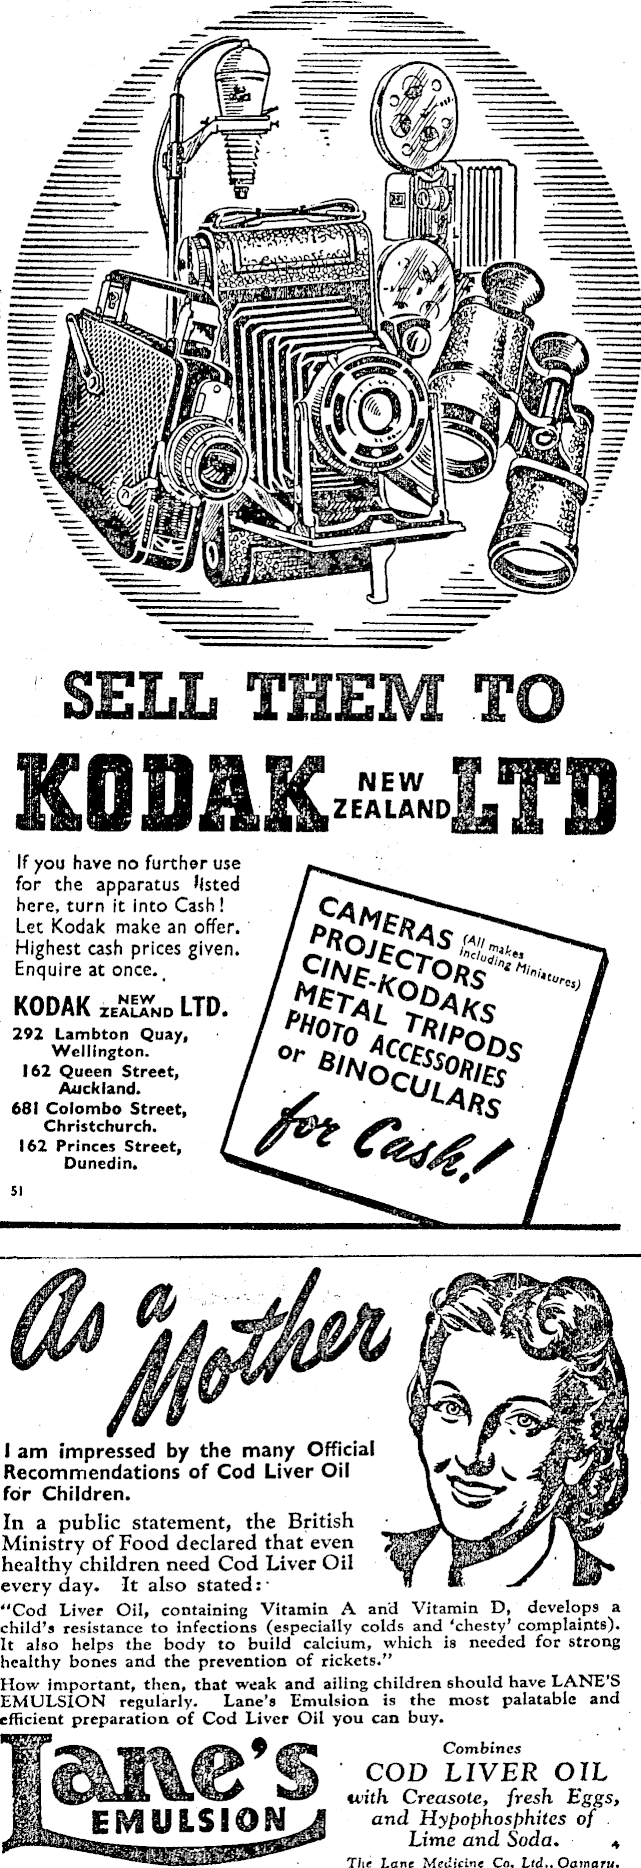 SELL THEM TO
KODAK NEW ZEALAND LTD
If you have no further use
for the apparatus listed
here, turn it into Cash!
Let Kodak make an offer.
Highest cash prices given.
Enquire at once.
KODAK NEW ZEALAND LTD.
292 Lambton Quay,
Wellington.
162 Queen Street,
Auckland.
681 Colombo Street,
Christchurch.
162 Princes Street,
Dunedin.
51
CAMERAS (All makes
including Miniatures)
PROJECTORS
CINE-KODAKS
METAL TRIPODS
PHOTO ACCESSORIES
or BINOCULARS
for Cash!
As a
Mother
I am impressed by the many Official
Recommendations of Cod Liver Oil
for Children.
In a public statement, the British
Ministry of Food declared that even
healthy children need Cod Liver Oil
every day. It also stated:
"Cod Liver Oil, containing Vitamin A and Vitamin D, develops a
child's resistance to infections (especially colds and 'chesty' complaints).
It also helps the body to build calcium, which is needed for strong
healthy bones and the prevention of rickets."
How important, then, that weak and ailing children should have LANE'S
EMULSION regularly. Lane's Emulsion is the most palatable and
efficient preparation of Cod Liver Oil you can buy.
Lane's
EMULSION
Combines
COD LIVER OIL
with Creasote, fresh Eggs,
and Hypophosphites of
Lime and Soda.
4
The Lane Medicine Co. Ltd., Oamaru.